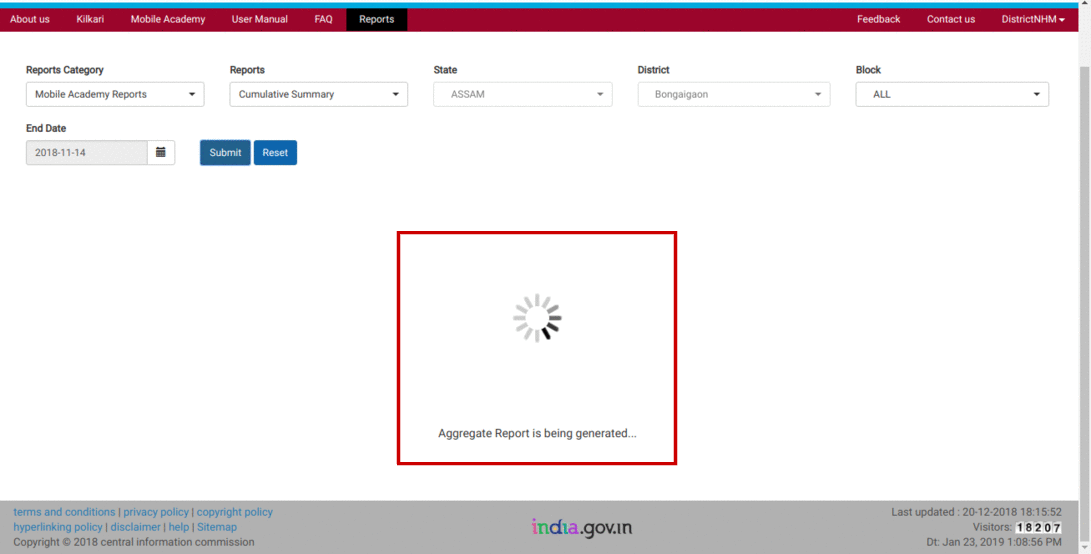 About us Kilkari Mobile Academy User Manual FAQ Reports Feedback Contact us DistrictNHM
Reports Category Reports State District Block
Mobile Academy Reports Cumulative Summary ASSAM Bongaigaon ALL
End Date
2018-11-14 Submit Reset
Aggregate Report is being generated...
terms and conditions | privacy policy | copyright policy
hyperlinking policy | disclaimer | help | Sitemap
Copyright © 2018 central information commission
india.gov.in
Last updated : 20-12-2018 18:15:52
Visitors: 18207
Dt: Jan 23, 2019 1:08:56 PM